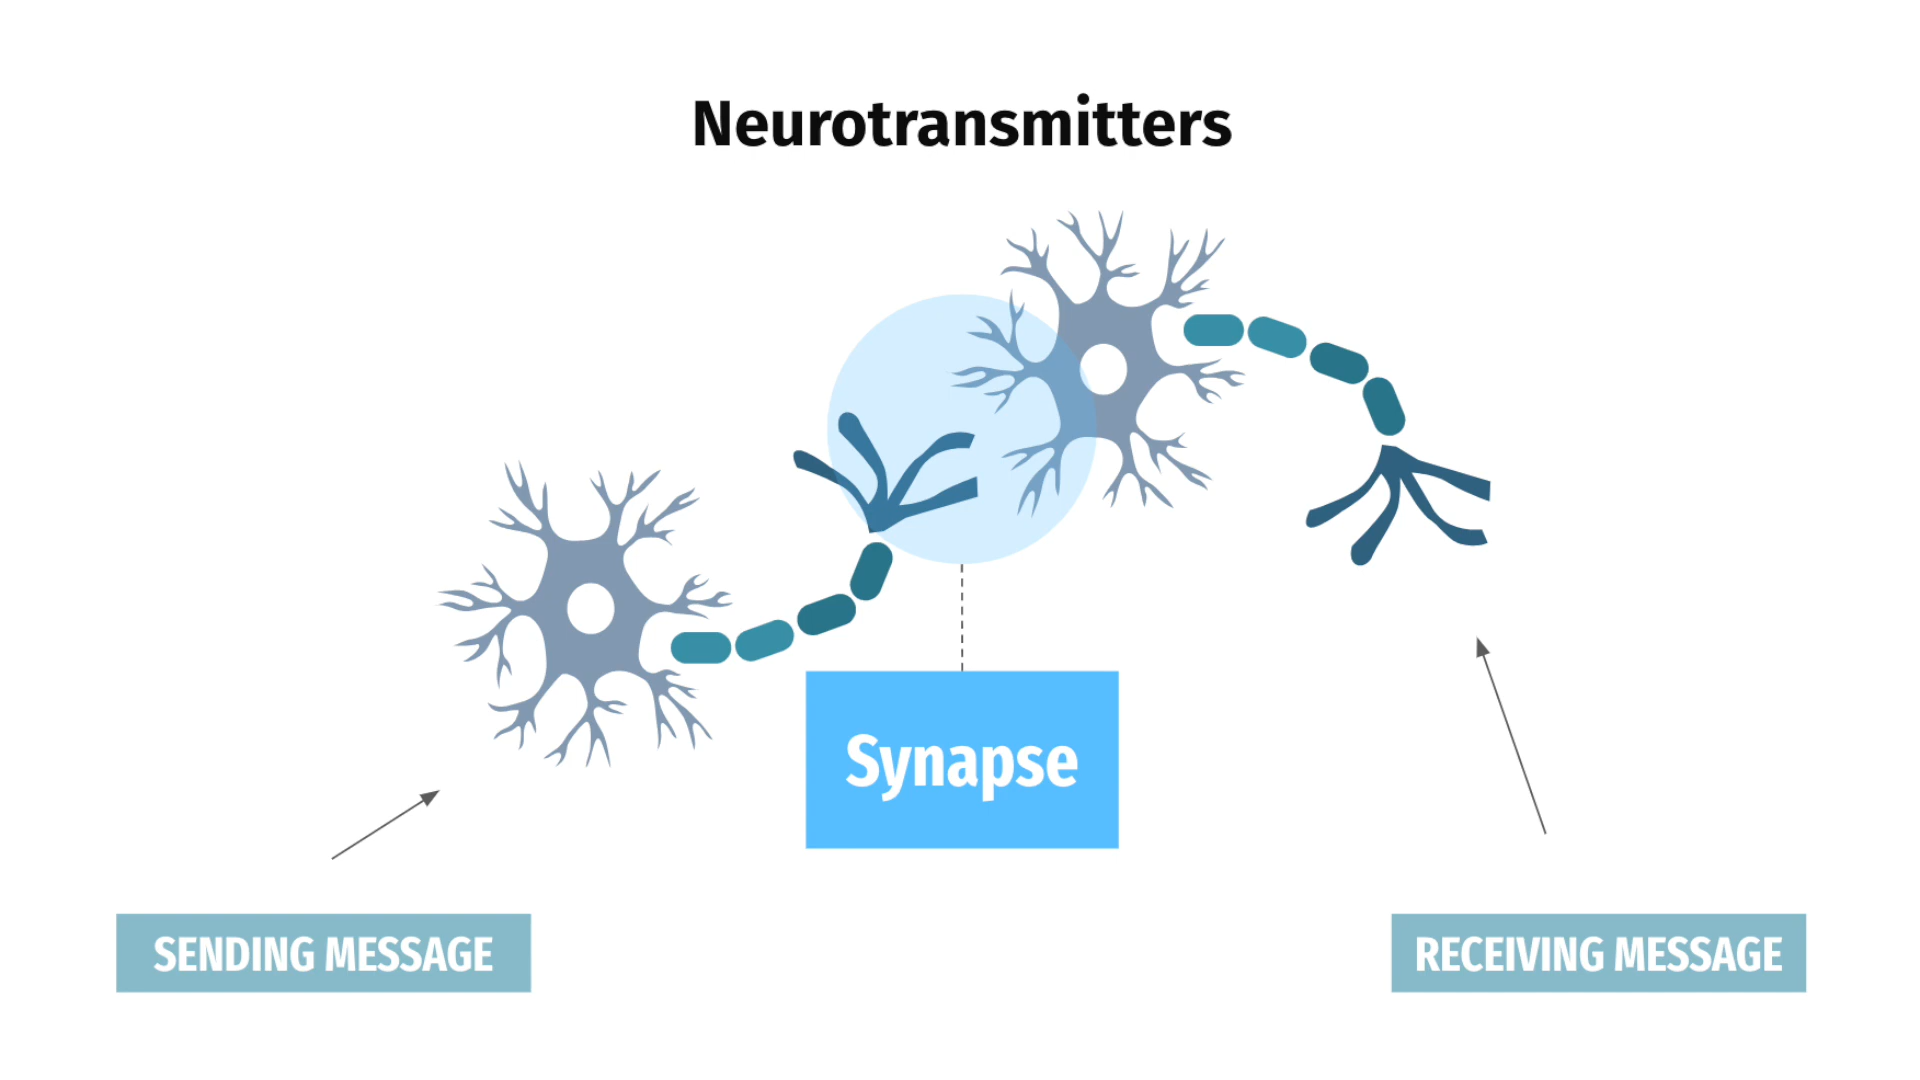 Neurotransmitters
Synapse
SENDING MESSAGE
RECEIVING MESSAGE